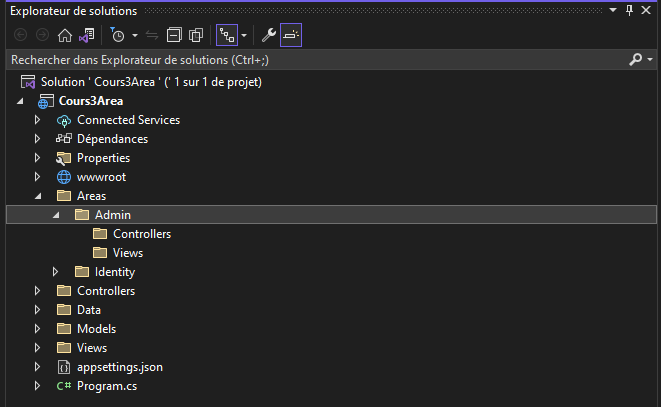 Explorateur de solutions
Rechercher dans Explorateur de solutions (Ctrl+;)
Solution ' Cours3Area ' (' 1 sur 1 de projet)
Cours3Area
Connected Services
Dépendances
Properties
wwwroot
Areas
Admin
Controllers
Views
Identity
Controllers
Data
Models
Views
appsettings.json
C# Program.cs